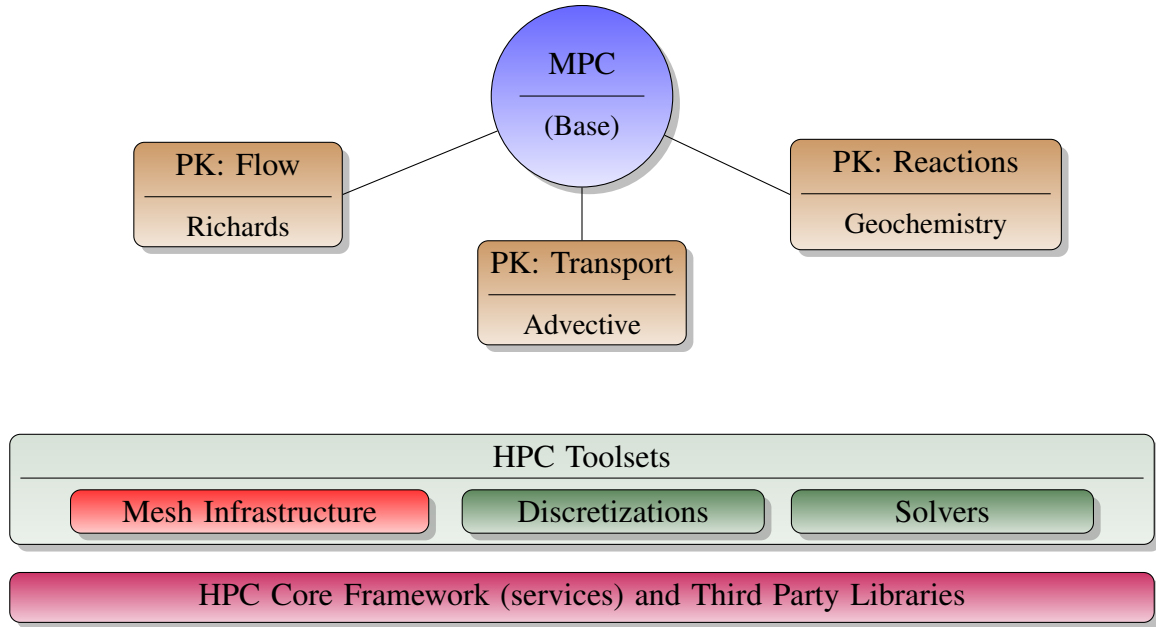 MPC
(Base)
PK: Flow
Richards
PK: Transport
Advective
PK: Reactions
Geochemistry
HPC Toolsets
Mesh Infrastructure
Discretizations
Solvers
HPC Core Framework (services) and Third Party Libraries